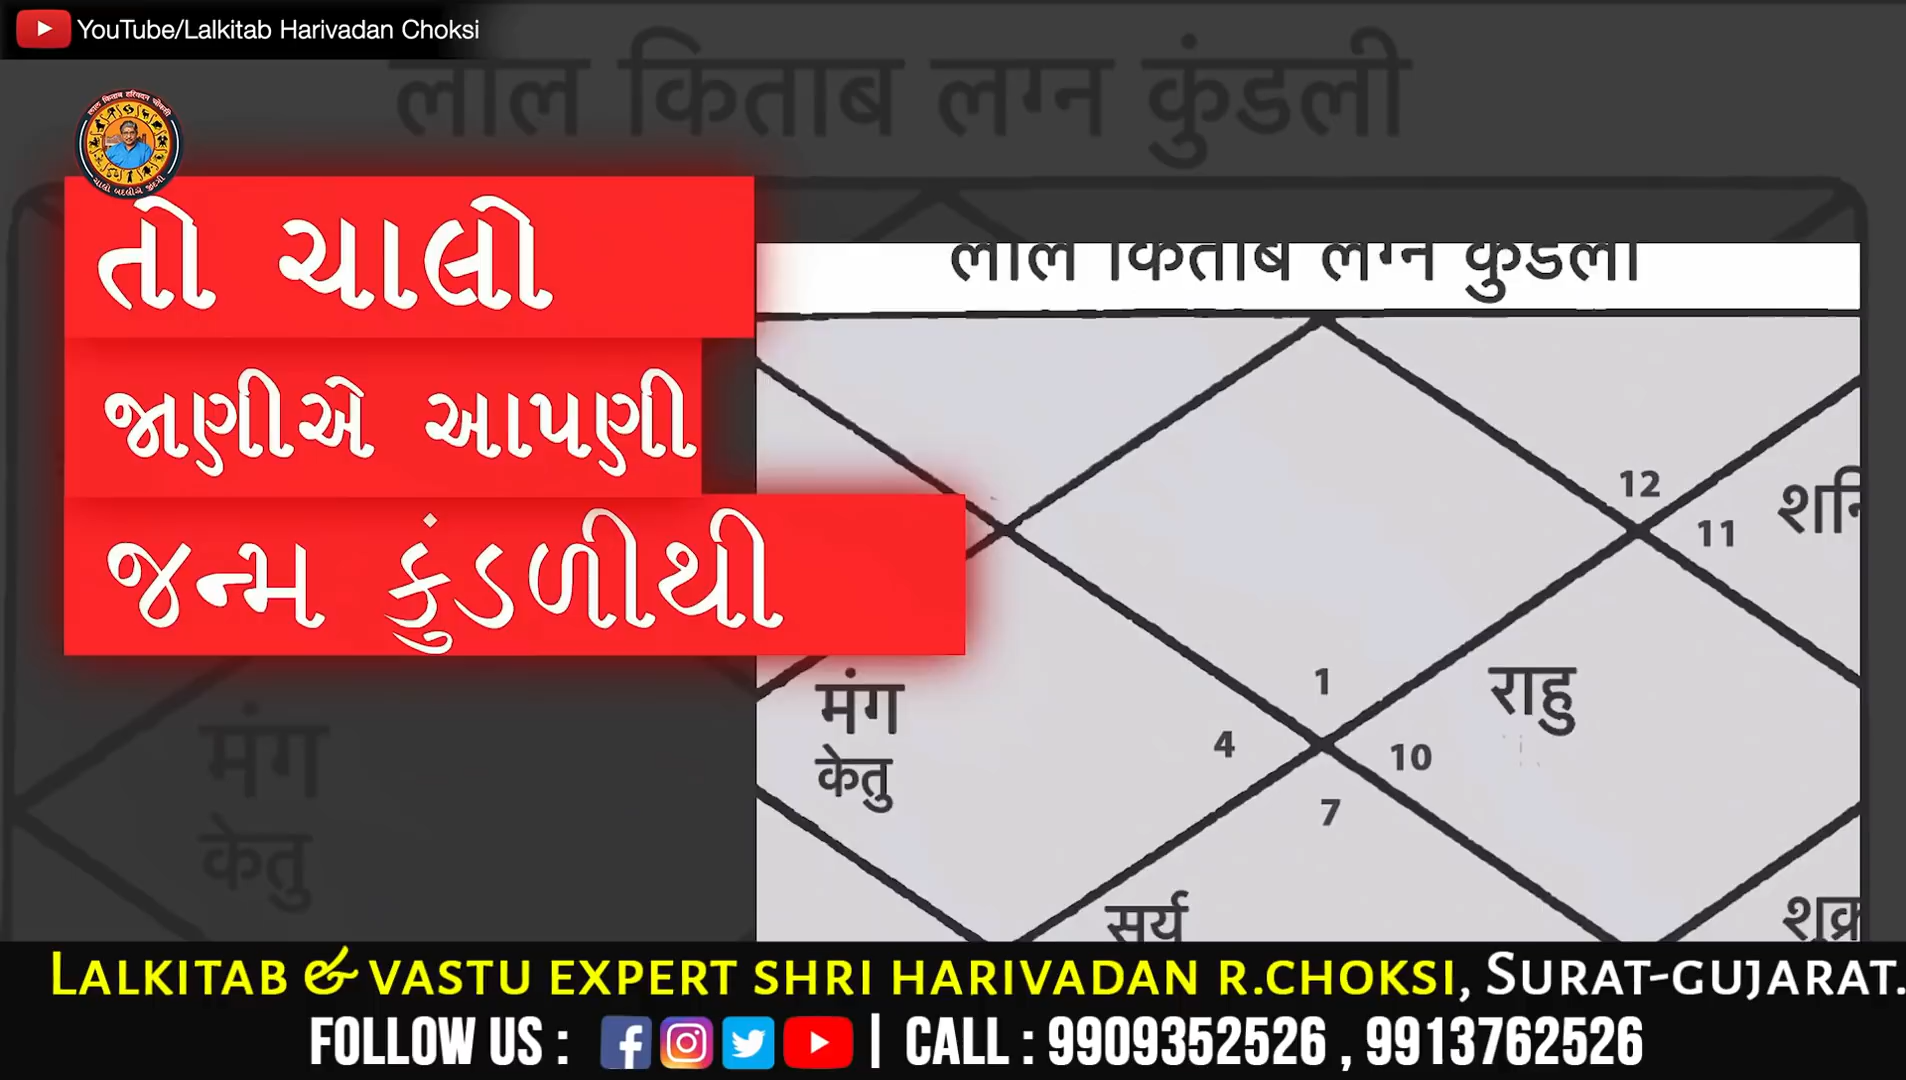 YouTube/Lalkitab Harivadan Choksi
लाल किताब लग्न कुंडली
તો ચાલો
જાણીએ આપણી
જન્મ કુંડળીથી
लाल किताब लग्न कुंडली
12
11
शनि
1
राहु
मंग
केतु
4
10
7
मंग
केतु
सूर्य
शुक्र
LALKITAB & VASTU EXPERT SHRI HARIVADAN R.CHOKSI, SURAT-GUJARAT.
FOLLOW US : | CALL : 9909352526 , 9913762526